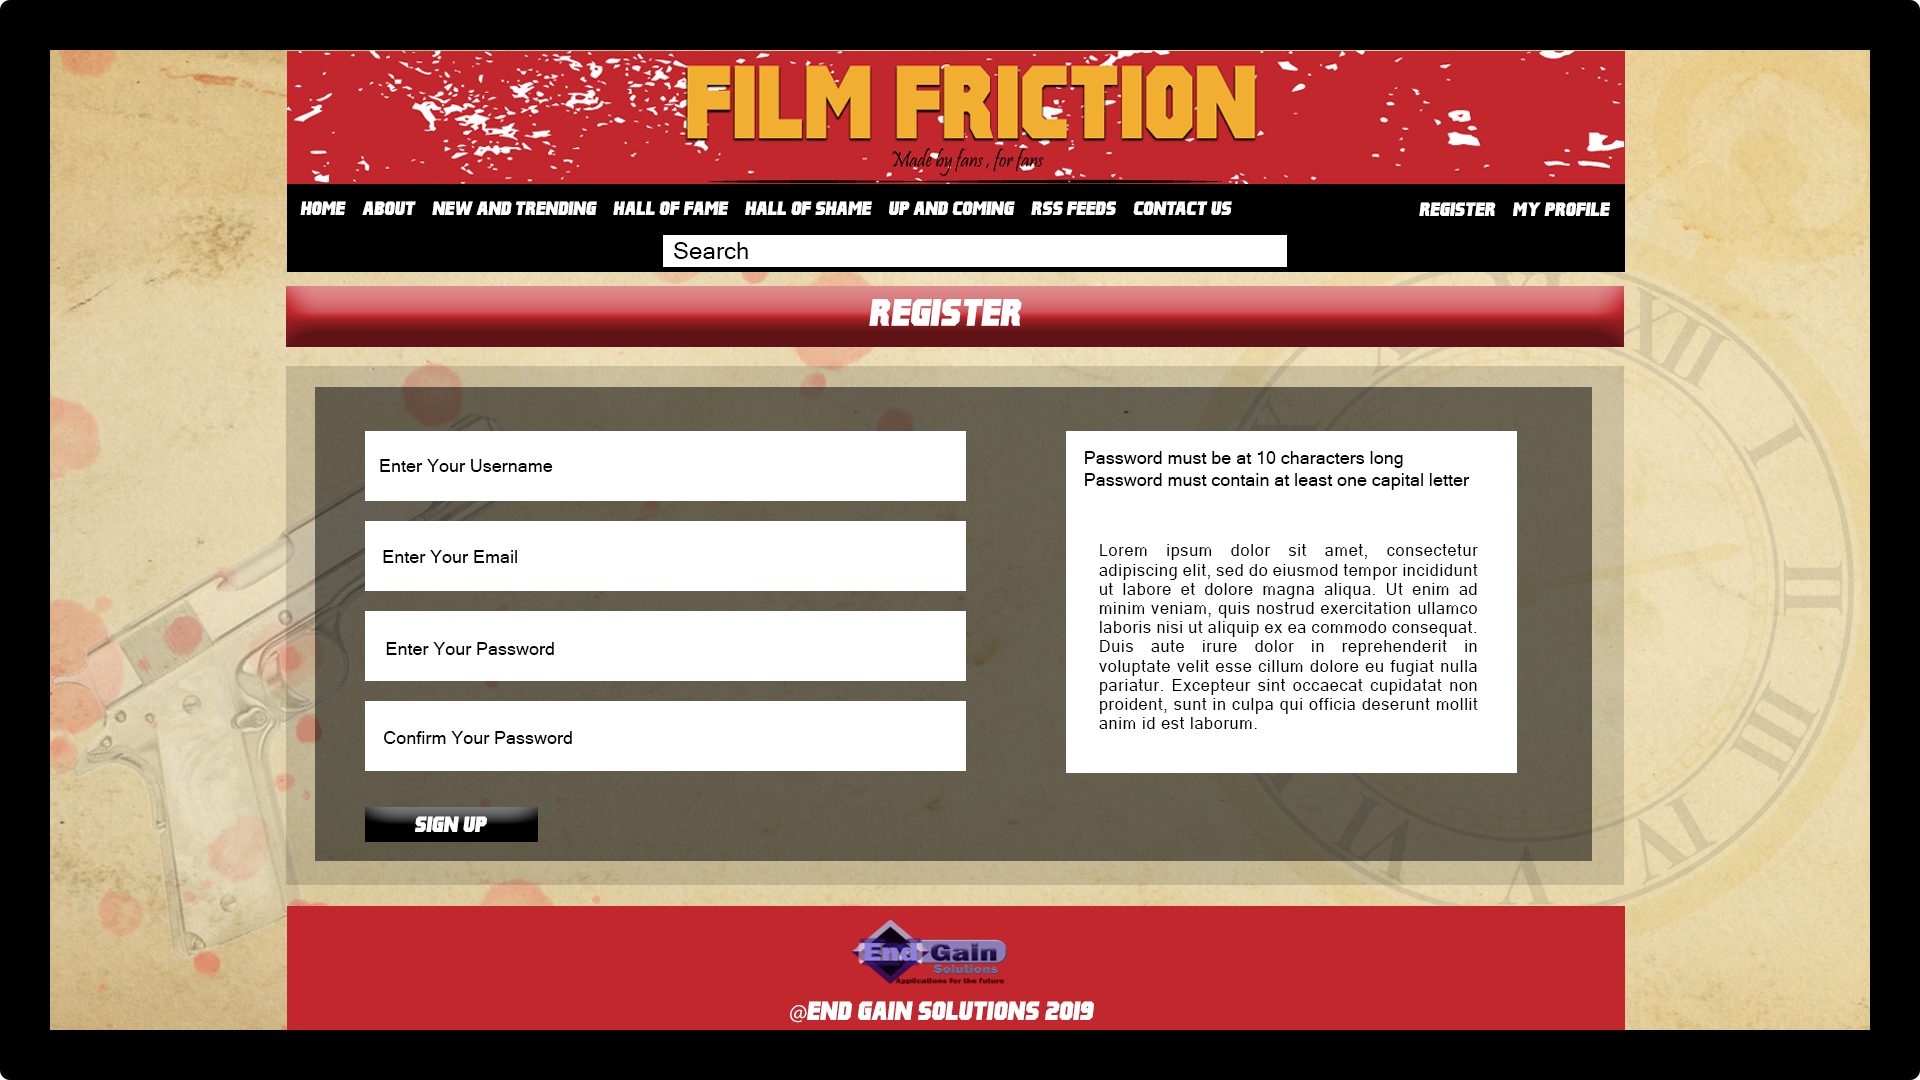 FILM FRICTION
Made by fans , for fans
HOME ABOUT NEW AND TRENDING HALL OF FAME HALL OF SHAME UP AND COMING RSS FEEDS CONTACT US REGISTER MY PROFILE
Search
REGISTER
Enter Your Username
Enter Your Email
Enter Your Password
Confirm Your Password
SIGN UP
Password must be at 10 characters long
Password must contain at least one capital letter
Lorem ipsum dolor sit amet, consectetur
adipiscing elit, sed do eiusmod tempor incididunt
ut labore et dolore magna aliqua. Ut enim ad
minim veniam, quis nostrud exercitation ullamco
laboris nisi ut aliquip ex ea commodo consequat.
Duis aute irure dolor in reprehenderit in
voluptate velit esse cillum dolore eu fugiat nulla
pariatur. Excepteur sint occaecat cupidatat non
proident, sunt in culpa qui officia deserunt mollit
anim id est laborum.
XII
I
II
III
IV
V
VI
End Gain
Solutions
Applications for the future
@END GAIN SOLUTIONS 2019